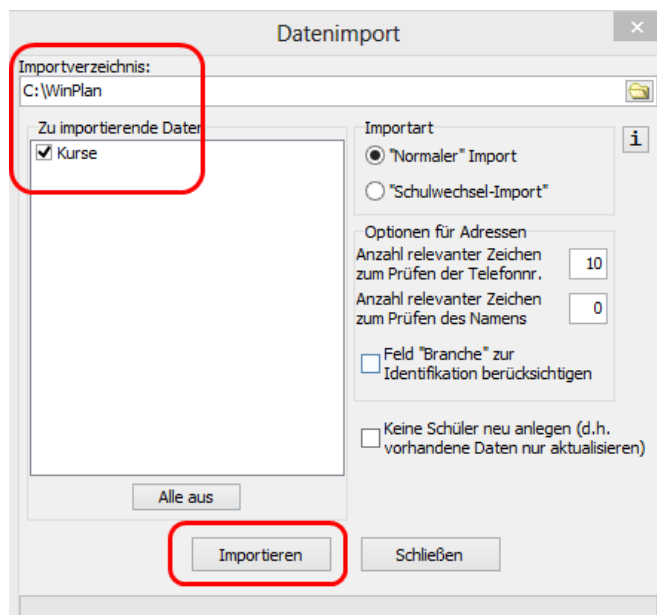 Datenimport
Importverzeichnis:
C:\WinPlan
Zu importierende Daten
Kurse
Alle aus
Importart
"Normaler" Import
"Schulwechsel-Import"
i
Optionen für Adressen
Anzahl relevanter Zeichen
zum Prüfen der Telefonnr.
10
Anzahl relevanter Zeichen
zum Prüfen des Namens
0
Feld "Branche" zur
Identifikation berücksichtigen
Keine Schüler neu anlegen (d.h.
vorhandene Daten nur aktualisieren)
Importieren
Schließen